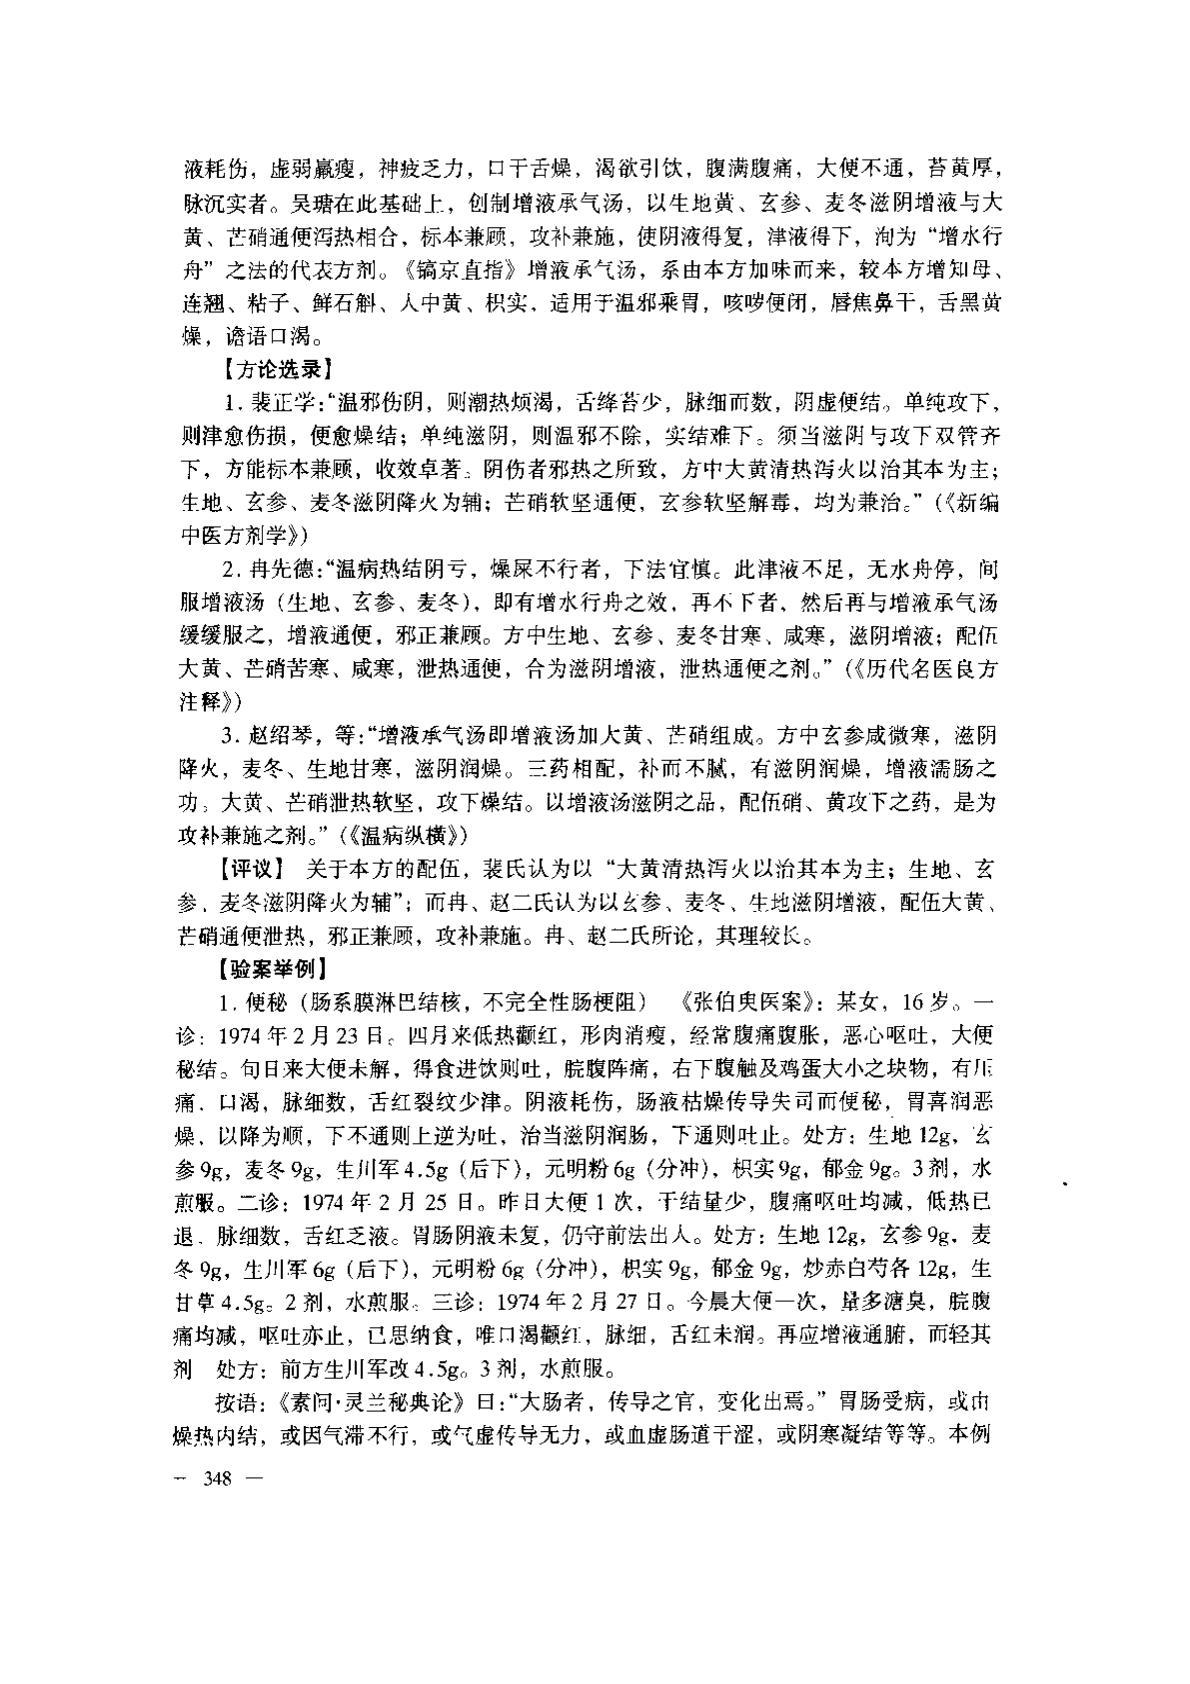 液耗伤，虚弱羸瘦，神疲乏力，口干舌燥，渴欲引饮，腹满腹痛，大便不通，苔黄厚，
脉沉实者。吴瑭在此基础上，创制增液承气汤，以生地黄、玄参、麦冬滋阴增液与大
黄、芒硝通便泻热相合，标本兼顾，攻补兼施，使阴液得复，津液得下，洵为“增水行
舟”之法的代表方剂。《镐京直指》增液承气汤，系由本方加味而来，较本方增知母、
连翘、粘子、鲜石斛、人中黄、枳实，适用于温邪乘胃，咳哕便闭，唇焦鼻干，舌黑黄
燥，谵语口渴。
【方论选录】
1. 裴正学：“温邪伤阴，则潮热烦渴，舌绛苔少，脉细而数，阴虚便结。单纯攻下，
则津愈伤损，便愈燥结；单纯滋阴，则温邪不除，实结难下。须当滋阴与攻下双管齐
下，方能标本兼顾，收效卓著。阴伤者邪热之所致，方中大黄清热泻火以治其本为主；
生地、玄参、麦冬滋阴降火为辅；芒硝软坚通便，玄参软坚解毒，均为兼治。”（《新编
中医方剂学》）
2. 冉先德：“温病热结阴亏，燥屎不行者，下法宜慎。此津液不足，无水舟停，间
服增液汤（生地、玄参、麦冬），即有增水行舟之效，再不下者，然后再与增液承气汤
缓缓服之，增液通便，邪正兼顾。方中生地、玄参、麦冬甘寒、咸寒，滋阴增液；配伍
大黄、芒硝苦寒、咸寒，泄热通便，合为滋阴增液，泄热通便之剂。”（《历代名医良方
注释》）
3. 赵绍琴，等：“增液承气汤即增液汤加大黄、芒硝组成。方中玄参咸微寒，滋阴
降火，麦冬、生地甘寒，滋阴润燥。三药相配，补而不腻，有滋阴润燥，增液濡肠之
功。大黄、芒硝泄热软坚，攻下燥结。以增液汤滋阴之品，配伍硝、黄攻下之药，是为
攻补兼施之剂。”（《温病纵横》）
【评议】 关于本方的配伍，裴氏认为以“大黄清热泻火以治其本为主；生地、玄
参、麦冬滋阴降火为辅”；而冉、赵二氏认为以玄参、麦冬、生地滋阴增液，配伍大黄、
芒硝通便泄热，邪正兼顾，攻补兼施。冉、赵二氏所论，其理较长。
【验案举例】
1. 便秘（肠系膜淋巴结核，不完全性肠梗阻） 《张伯臾医案》：某女，16 岁。一
诊：1974 年 2 月 23 日。四月来低热颧红，形肉消瘦，经常腹痛腹胀，恶心呕吐，大便
秘结。旬日来大便未解，得食进饮则吐，脘腹阵痛，右下腹触及鸡蛋大小之块物，有压
痛，口渴，脉细数，舌红裂纹少津。阴液耗伤，肠液枯燥传导失司而便秘，胃喜润恶
燥，以降为顺，下不通则上逆为吐，治当滋阴润肠，下通则吐止。处方：生地 12g，玄
参 9g，麦冬 9g，生川军 4.5g（后下），元明粉 6g（分冲），枳实 9g，郁金 9g。3 剂，水
煎服。二诊：1974 年 2 月 25 日。昨日大便 1 次，干结量少，腹痛呕吐均减，低热已
退，脉细数，舌红乏液。胃肠阴液未复，仍守前法出入。处方：生地 12g，玄参 9g，麦
冬 9g，生川军 6g（后下），元明粉 6g（分冲），枳实 9g，郁金 9g，炒赤白芍各 12g，生
甘草 4.5g。2 剂，水煎服。三诊：1974 年 2 月 27 日。今晨大便一次，量多溏臭，脘腹
痛均减，呕吐亦止，已思纳食，唯口渴颧红，脉细，舌红未润。再应增液通腑，而轻其
剂 处方：前方生川军改 4.5g。3 剂，水煎服。
按语：《素问·灵兰秘典论》曰：“大肠者，传导之官，变化出焉。”胃肠受病，或由
燥热内结，或因气滞不行，或气虚传导无力，或血虚肠道干涩，或阴寒凝结等等。本例
— 348 —